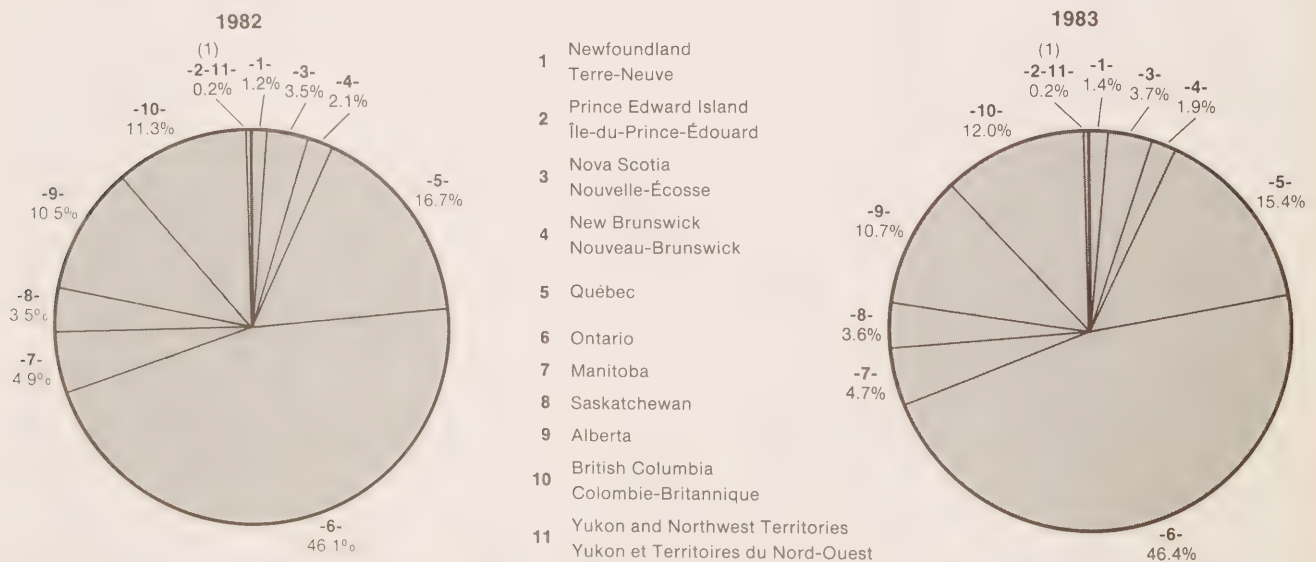 1982
(1)
-2-11-
0.2%
-1-
1.2%
-3-
3.5%
-4-
2.1%
-5-
16.7%
-6-
46 1%
-7-
4 9%
-8-
3 5%
-9-
10 5%
-10-
11.3%
1 Newfoundland
Terre-Neuve
2 Prince Edward Island
Île-du-Prince-Édouard
3 Nova Scotia
Nouvelle-Écosse
4 New Brunswick
Nouveau-Brunswick
5 Québec
6 Ontario
7 Manitoba
8 Saskatchewan
9 Alberta
10 British Columbia
Colombie-Britannique
11 Yukon and Northwest Territories
Yukon et Territoires du Nord-Ouest
1983
(1)
-2-11-
0.2%
-1-
1.4%
-3-
3.7%
-4-
1.9%
-5-
15.4%
-6-
46.4%
-7-
4.7%
-8-
3.6%
-9-
10.7%
-10-
12.0%